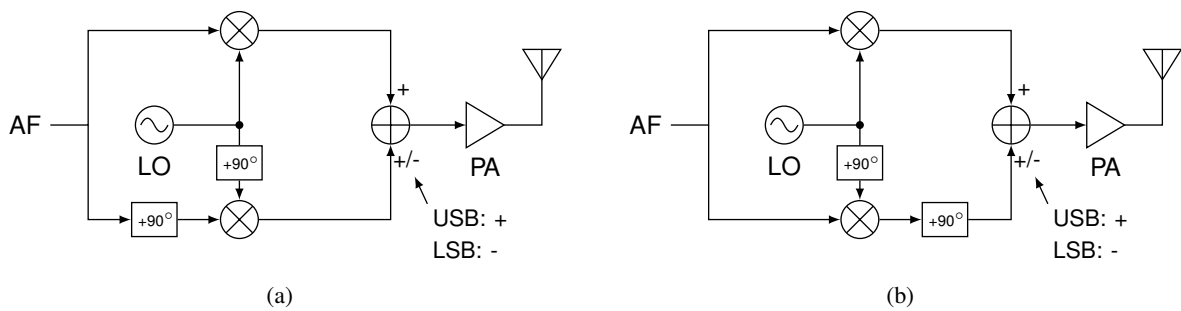 AF
LO
+90°
+90°
+
+/-
PA
USB: +
LSB: -
(a)
AF
LO
+90°
+90°
+
+/-
PA
USB: +
LSB: -
(b)